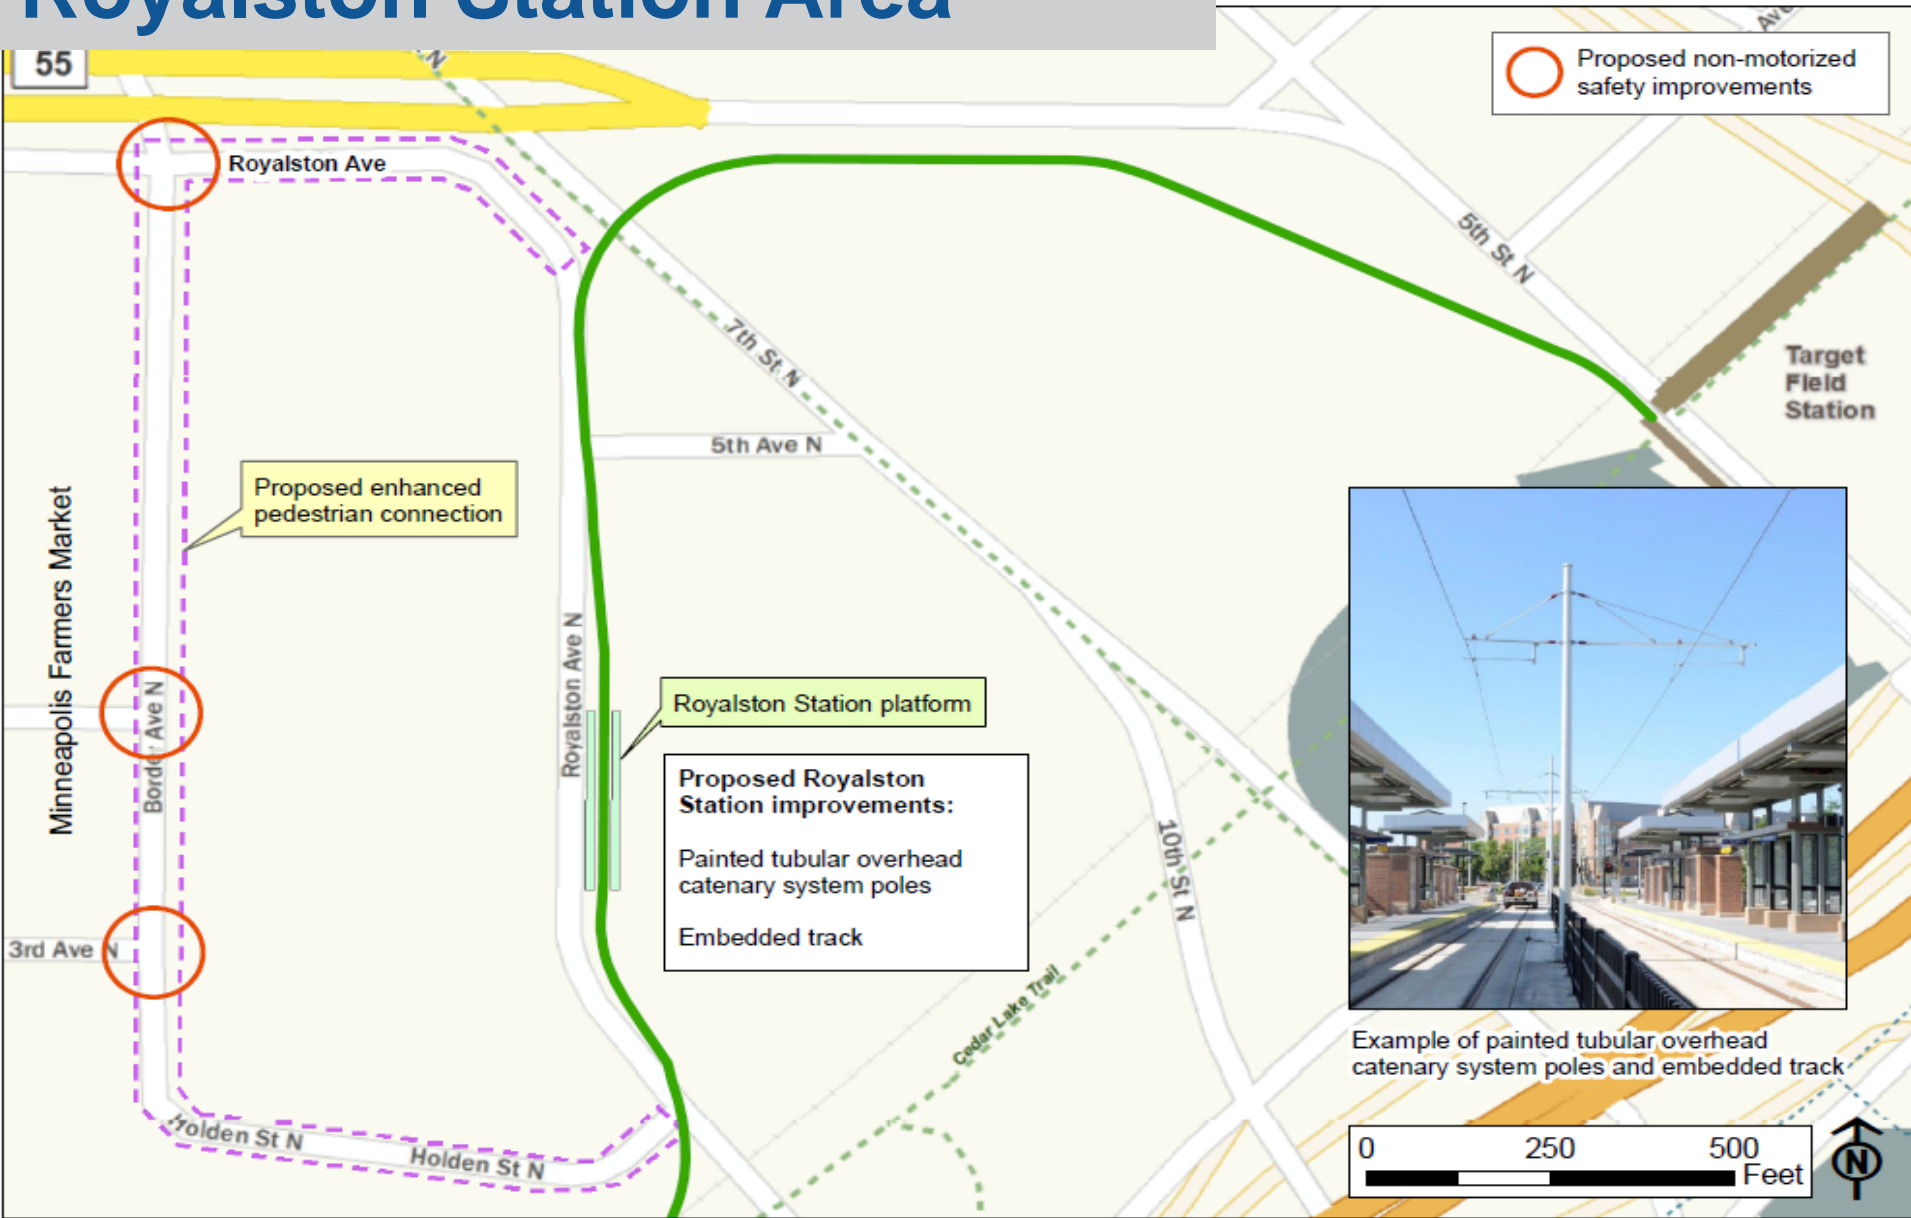 Royalston Station Area
55
N
Ave
Proposed non-motorized
safety improvements
Royalston Ave
5th St N
7th St N
Target
Field
Station
5th Ave N
Proposed enhanced
pedestrian connection
Minneapolis Farmers Market
Royalston Ave N
Border Ave N
Royalston Station platform
Proposed Royalston
Station improvements:
Painted tubular overhead
catenary system poles
Embedded track
10th St N
3rd Ave N
Cedar Lake Trail
Example of painted tubular overhead
catenary system poles and embedded track
Holden St N
Holden St N
0 250 500
Feet
N